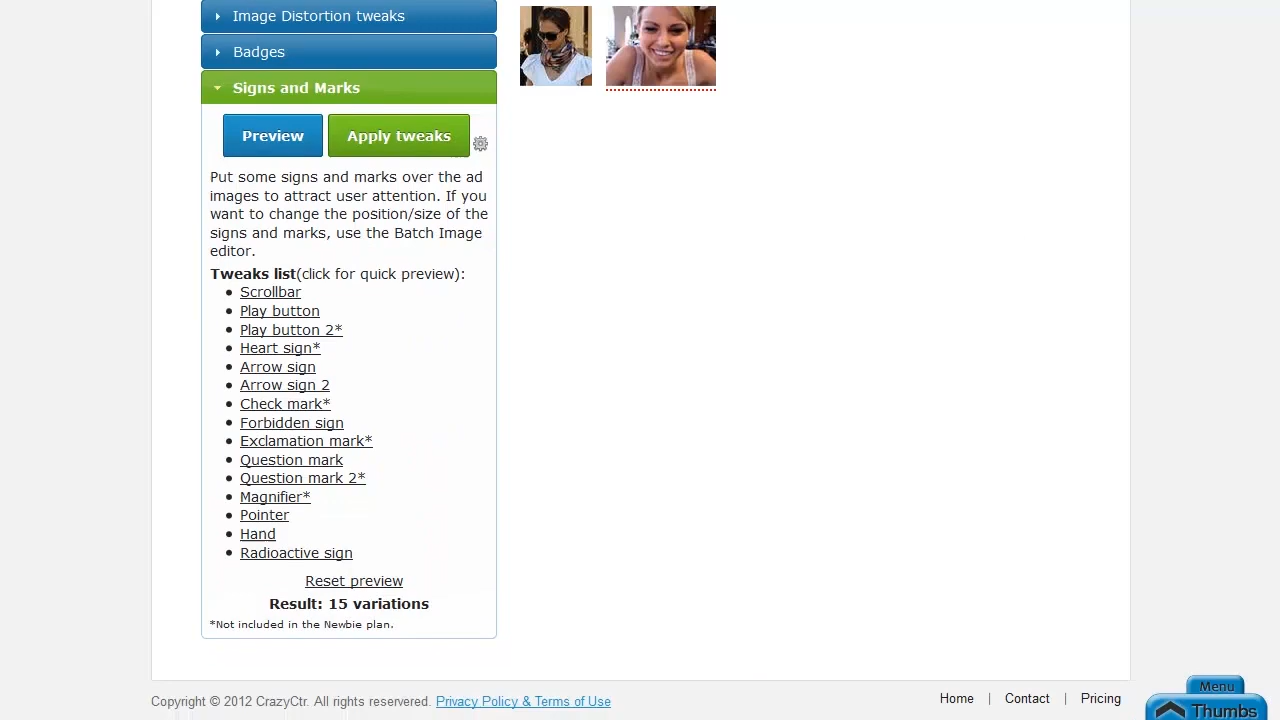 Image Distortion tweaks
Badges
Signs and Marks
Preview
Apply tweaks
Put some signs and marks over the ad
images to attract user attention. If you
want to change the position/size of the
signs and marks, use the Batch Image
editor.
Tweaks list(click for quick preview):
Scrollbar
Play button
Play button 2*
Heart sign*
Arrow sign
Arrow sign 2
Check mark*
Forbidden sign
Exclamation mark*
Question mark
Question mark 2*
Magnifier*
Pointer
Hand
Radioactive sign
Reset preview
Result: 15 variations
*Not included in the Newbie plan.
Copyright © 2012 CrazyCtr. All rights reserverd. Privacy Policy & Terms of Use
Home | Contact | Pricing
Menu
Thumbs